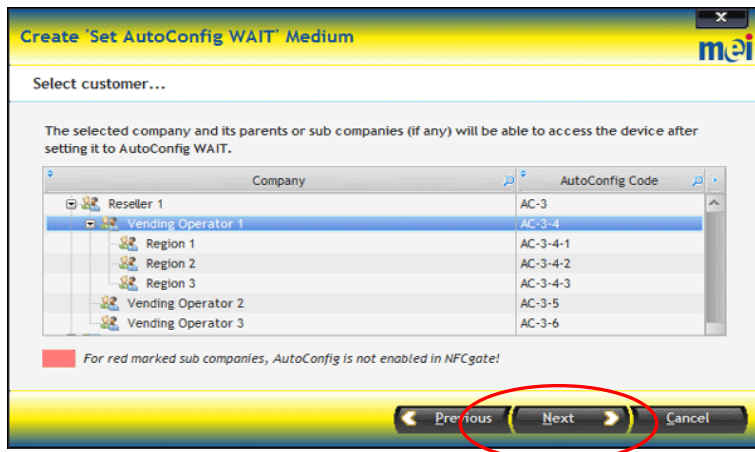 x
Create 'Set AutoConfig WAIT' Medium
mei
Select customer...
The selected company and its parents or sub companies (if any) will be able to access the device after
setting it to AutoConfig WAIT.
Company AutoConfig Code
Reseller 1 AC-3
Vending Operator 1 AC-3-4
Region 1 AC-3-4-1
Region 2 AC-3-4-2
Region 3 AC-3-4-3
Vending Operator 2 AC-3-5
Vending Operator 3 AC-3-6
For red marked sub companies, AutoConfig is not enabled in NFCgate!
Previous Next Cancel